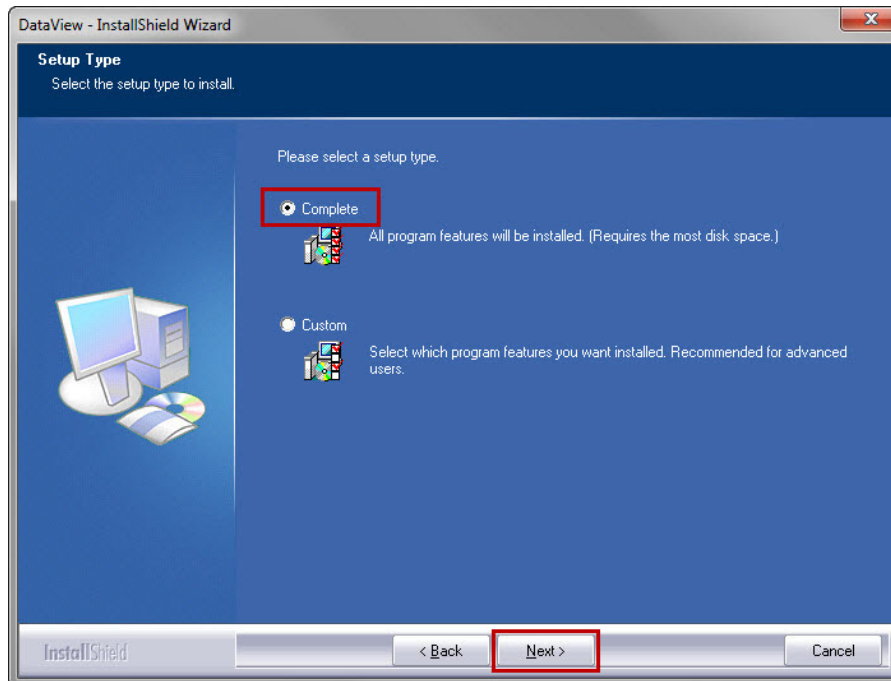 DataView - InstallShield Wizard
Setup Type
Select the setup type to install.
Please select a setup type.
Complete
All program features will be installed. (Requires the most disk space.)
Custom
Select which program features you want installed. Recommended for advanced
users.
InstallShield
< Back
Next >
Cancel